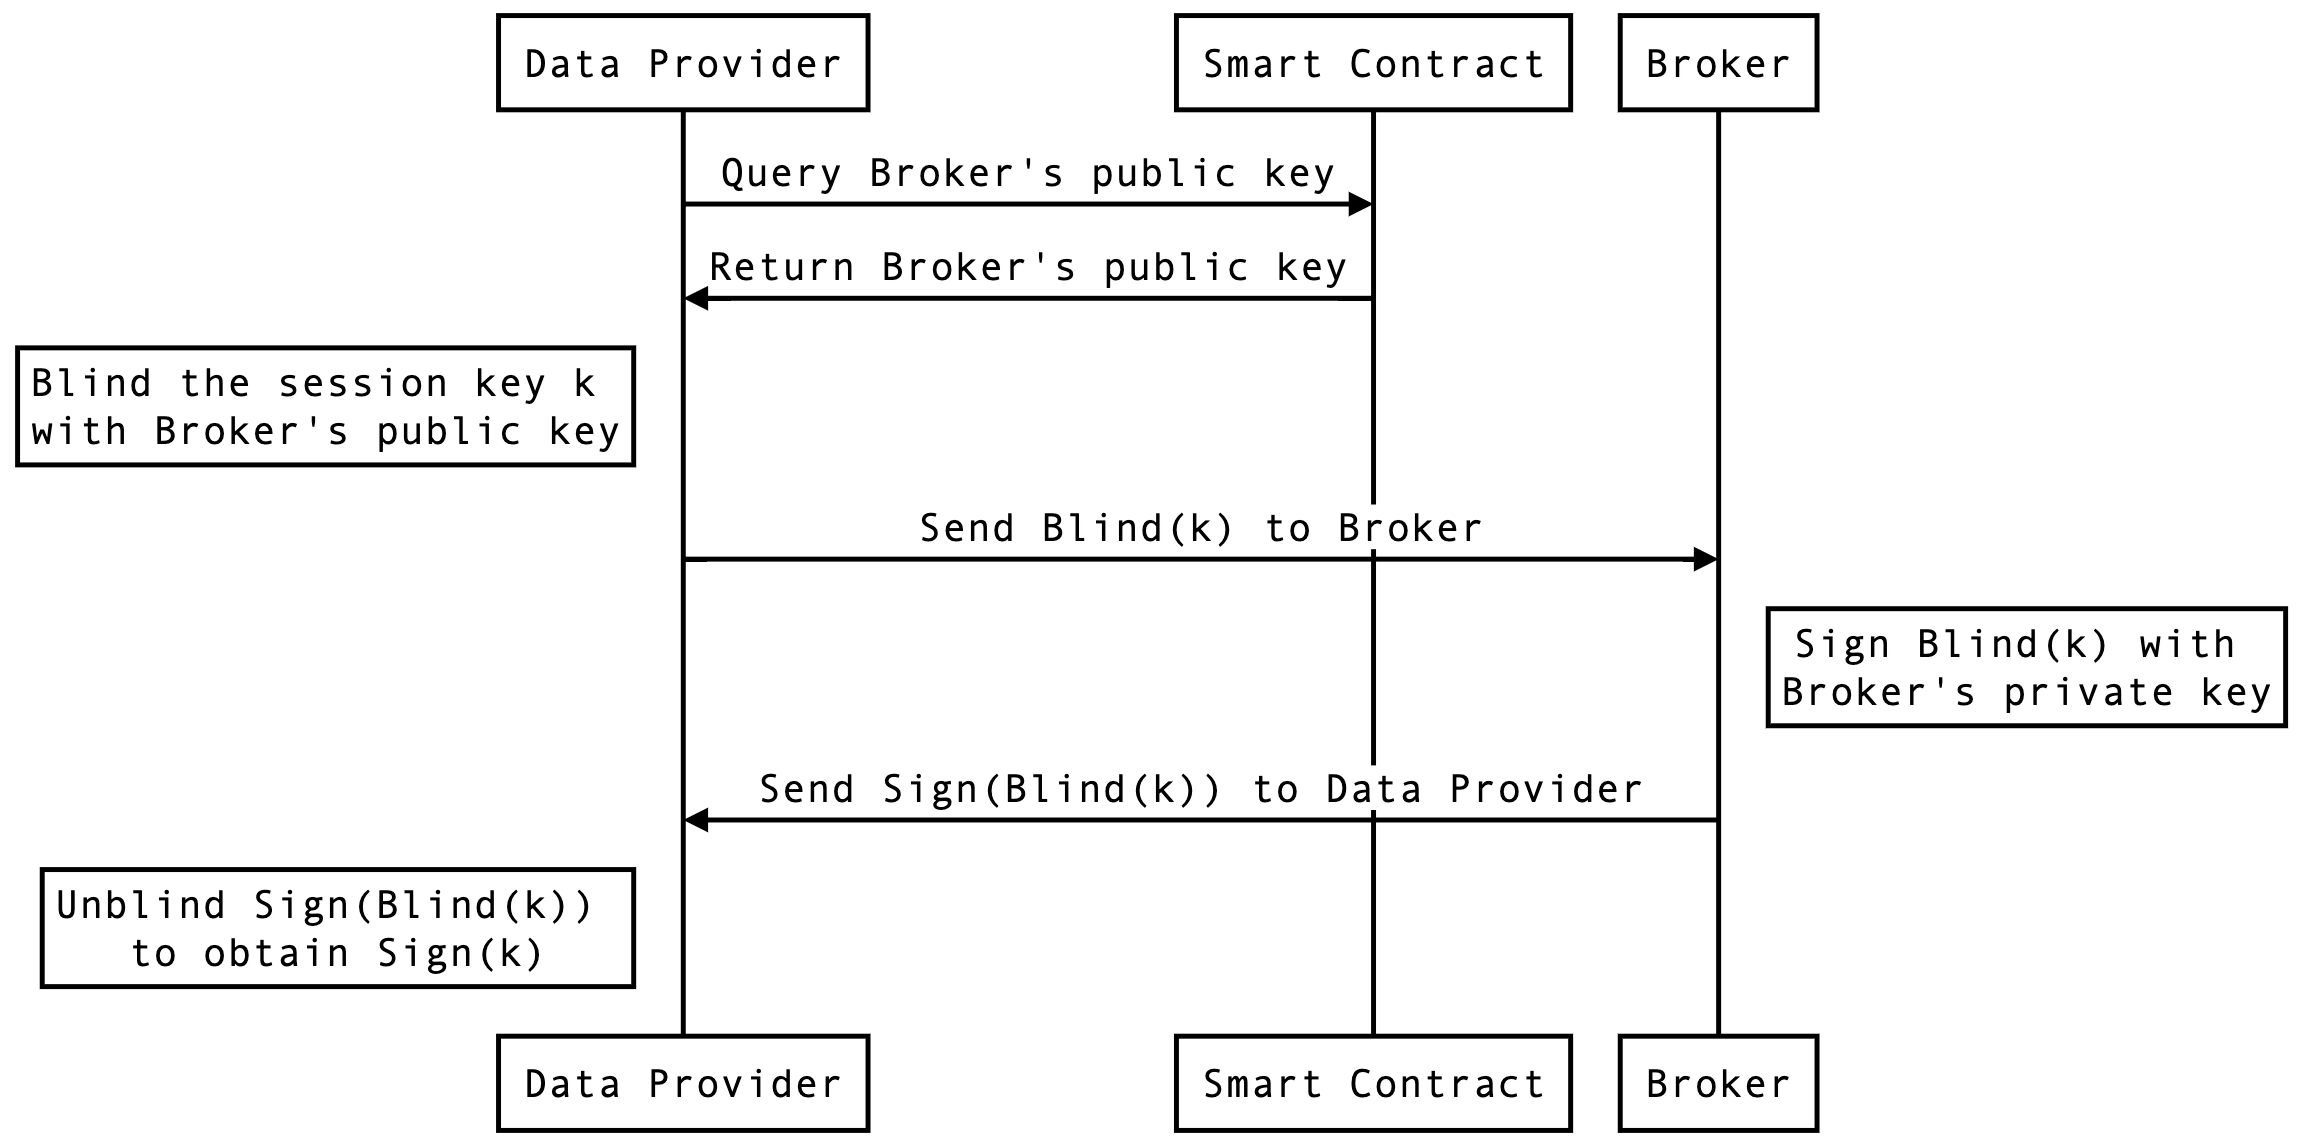 Data Provider
Smart Contract
Broker
Query Broker's public key
Return Broker's public key
Blind the session key k
with Broker's public key
Send Blind(k) to Broker
Sign Blind(k) with
Broker's private key
Send Sign(Blind(k)) to Data Provider
Unblind Sign(Blind(k))
to obtain Sign(k)
Data Provider
Smart Contract
Broker